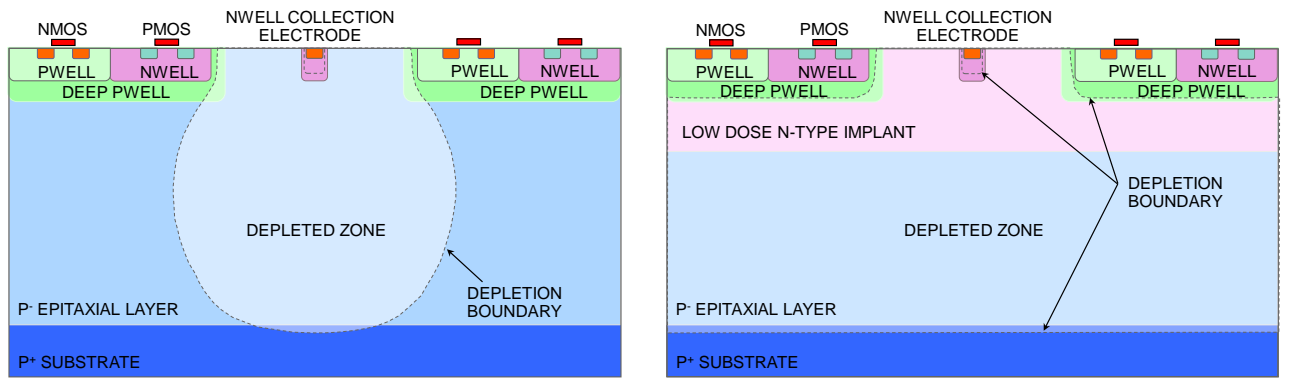 NWELL COLLECTION
ELECTRODE
NMOS
PMOS
PWELL
NWELL
PWELL
NWELL
DEEP PWELL
DEEP PWELL
DEPLETED ZONE
DEPLETION
BOUNDARY
P- EPITAXIAL LAYER
P+ SUBSTRATE
NWELL COLLECTION
ELECTRODE
NMOS
PMOS
PWELL
NWELL
PWELL
NWELL
DEEP PWELL
DEEP PWELL
LOW DOSE N-TYPE IMPLANT
DEPLETION
BOUNDARY
DEPLETED ZONE
P- EPITAXIAL LAYER
P+ SUBSTRATE